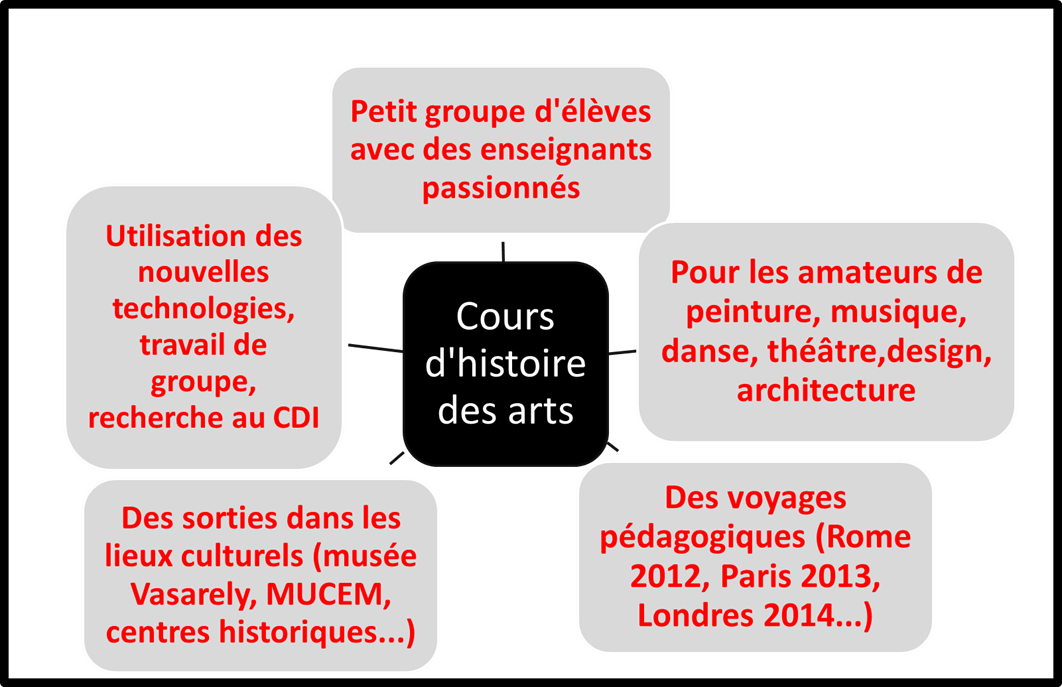 Petit groupe d'élèves
avec des enseignants
passionnés
Utilisation des
nouvelles
technologies,
travail de
groupe,
recherche au CDI
Cours
d'histoire
des arts
Pour les amateurs de
peinture, musique,
danse, théâtre,design,
architecture
Des sorties dans les
lieux culturels (musée
Vasarely, MUCEM,
centres historiques...)
Des voyages
pédagogiques (Rome
2012, Paris 2013,
Londres 2014...)